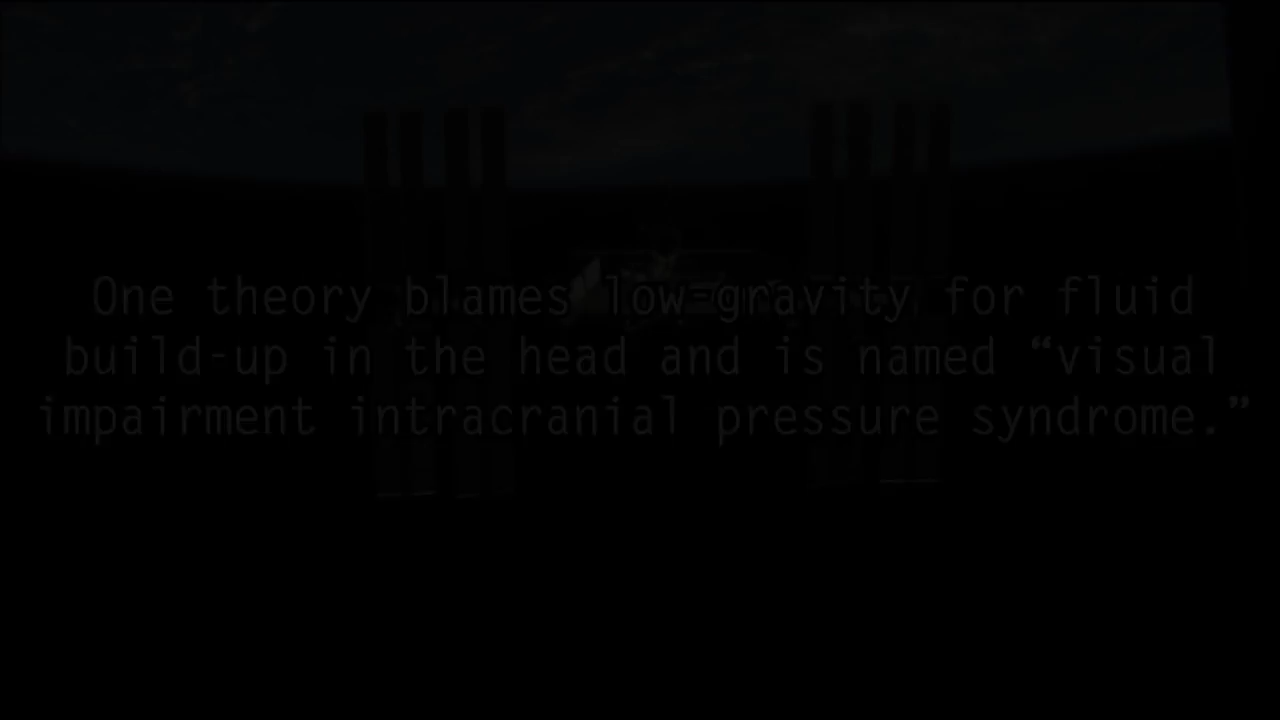 One theory blames low-gravity for fluid
build-up in the head and is named “visual
impairment intracranial pressure syndrome.”